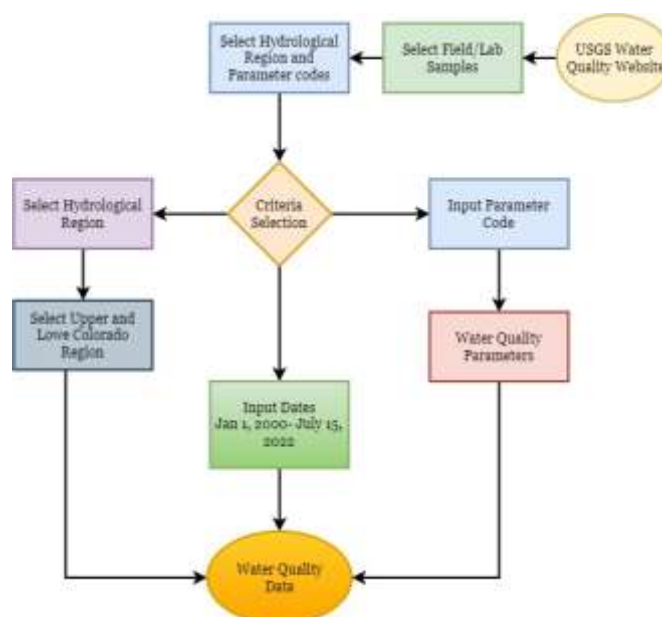 Select Hydrological
Region and
Parameter codes
Select Field/Lab
Samples
USGS Water
Quality Website
Select Hydrological
Region
Criteria
Selection
Input Parameter
Code
Select Upper and
Lowe Colorado
Region
Water Quality
Parameters
Input Dates
Jan 1, 2000- July 15,
2022
Water Quality
Data